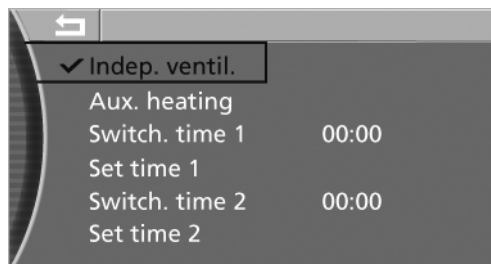 Indep. ventil.
Aux. heating
Switch. time 1 00:00
Set time 1
Switch. time 2 00:00
Set time 2